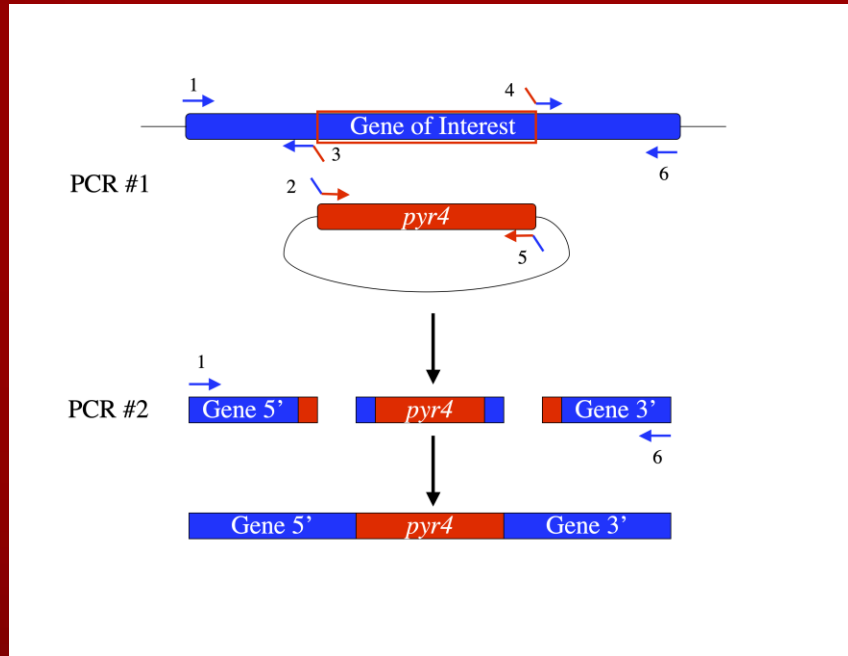 1
4
Gene of Interest
3
6
PCR #1
2
pyr4
5
1
PCR #2
Gene 5’
pyr4
Gene 3’
6
Gene 5’
pyr4
Gene 3’